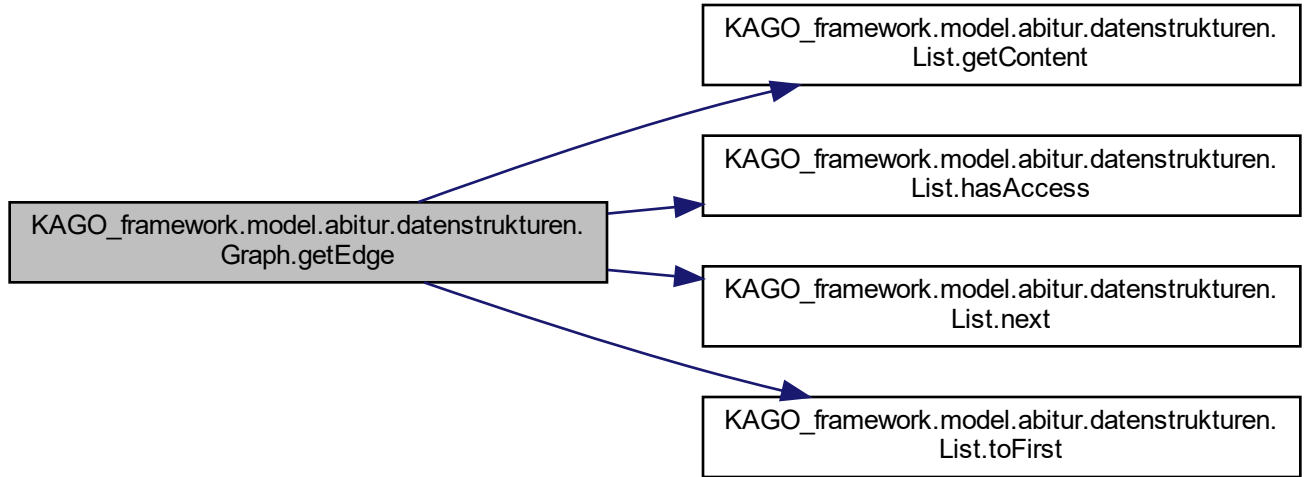 KAGO_framework.model.abitur.datenstrukturen.
List.getContent
KAGO_framework.model.abitur.datenstrukturen.
List.hasAccess
KAGO_framework.model.abitur.datenstrukturen.
Graph.getEdge
KAGO_framework.model.abitur.datenstrukturen.
List.next
KAGO_framework.model.abitur.datenstrukturen.
List.toFirst